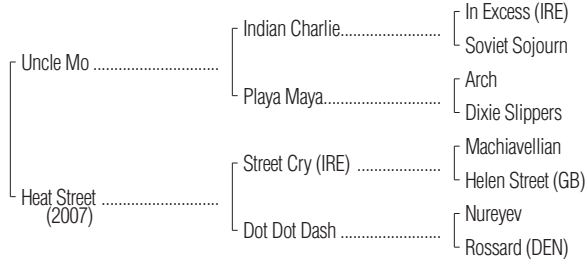 In Excess (IRE)
Indian Charlie
Soviet Sojourn
Uncle Mo
Arch
Playa Maya
Dixie Slippers
Machiavellian
Street Cry (IRE)
Helen Street (GB)
Heat Street
(2007)
Nureyev
Dot Dot Dash
Rossard (DEN)